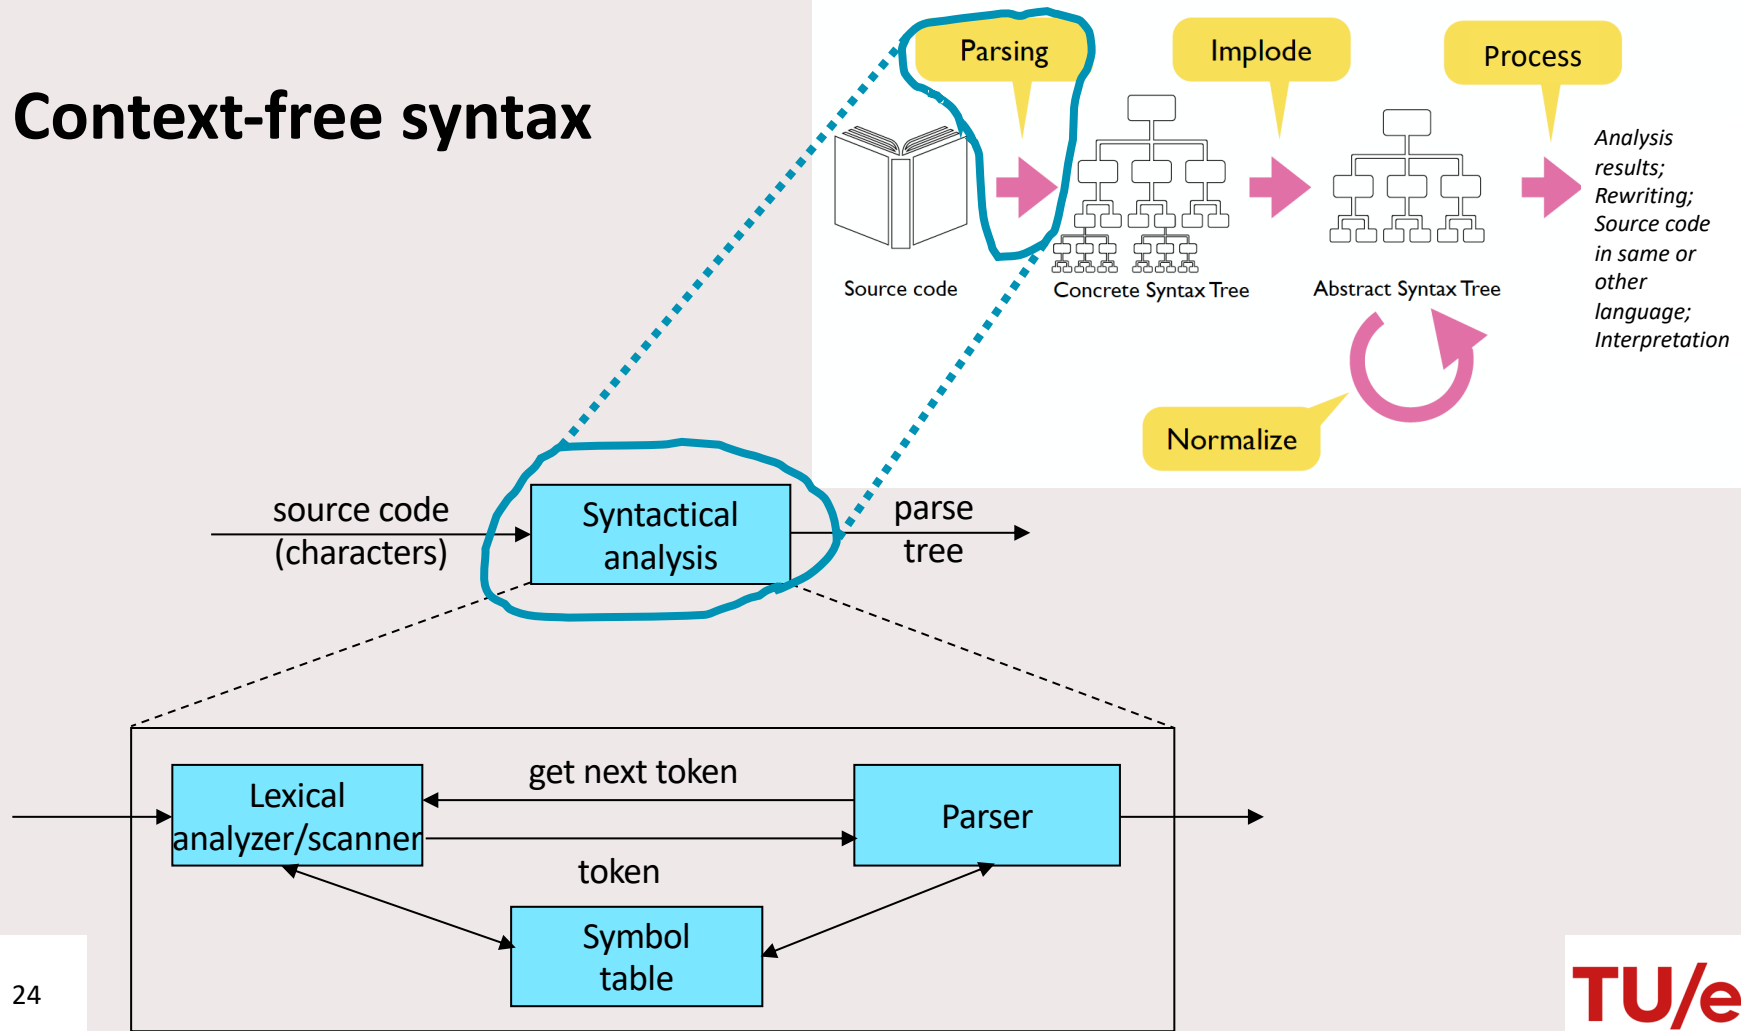 Context-free syntax
Parsing
Implode
Process
Source code
Concrete Syntax Tree
Abstract Syntax Tree
Analysis
results;
Rewriting;
Source code
in same or
other
language;
Interpretation
Normalize
source code
(characters)
Syntactical
analysis
parse
tree
get next token
Lexical
analyzer/scanner
Parser
token
Symbol
table
24
TU/e